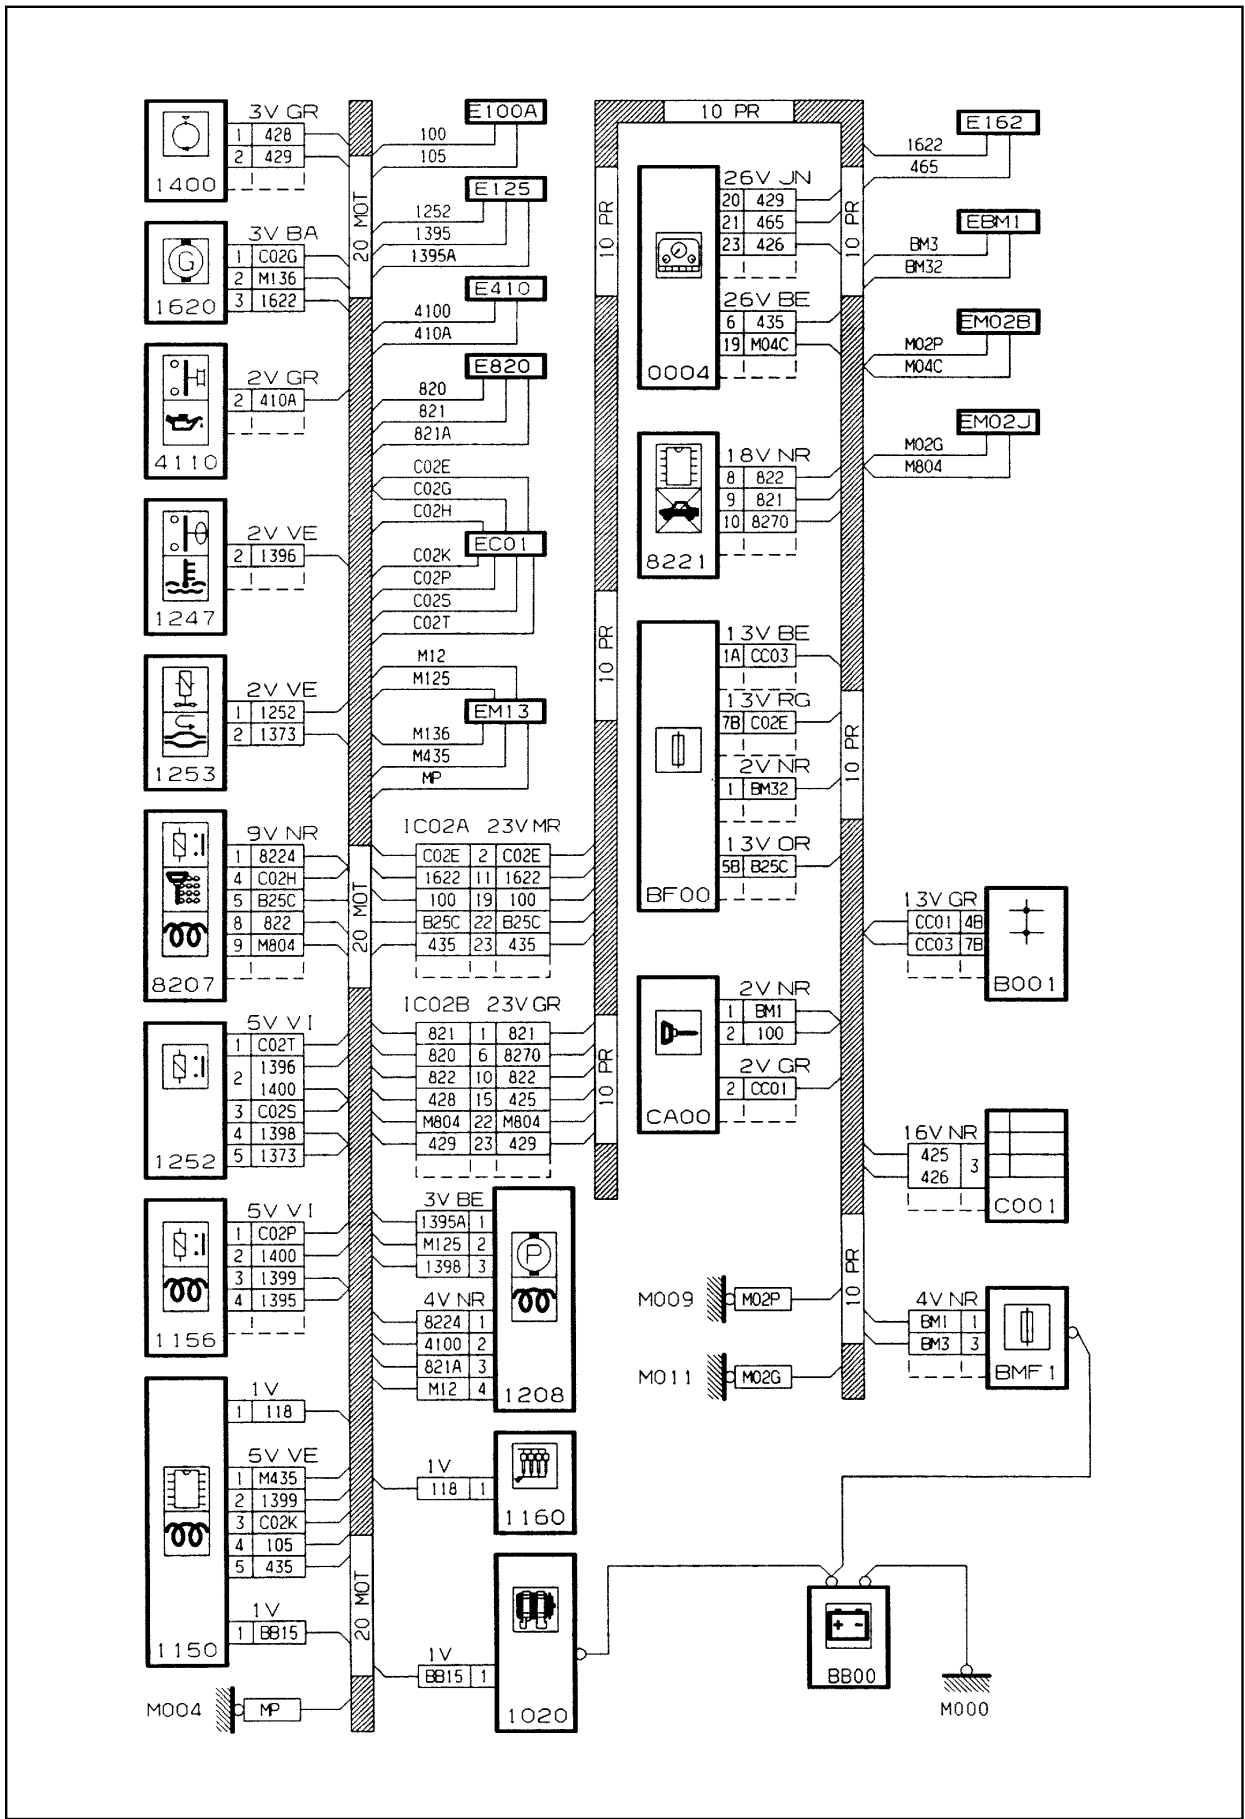 3V GR
1 428
2 429
1400
3V BA
1 C02G
2 M136
3 1622
1620
2V GR
2 410A
4110
2V VE
2 1396
1247
2V VE
1 1252
2 1373
1253
9V NR
1 8224
4 C02H
5 B25C
8 822
9 M804
8207
5V VI
1 C02T
2 1396
1400
3 C02S
4 1398
5 1373
1252
5V VI
1 C02P
2 1400
3 1399
4 1395
1156
1V
1 118
5V VE
1 M435
2 1399
3 C02K
4 105
5 435
1V
1 BB15
1150
M004 MP
20 MOT
20 MOT
20 MOT
E100A
100
105
E125
1252
1395
1395A
E410
4100
410A
E820
820
821
821A
C02E
C02G
C02H
EC01
C02K
C02P
C02S
C02T
M12
M125
EM13
M136
M435
MP
IC02A 23V MR
C02E 2 C02E
1622 11 1622
100 19 100
B25C 22 B25C
435 23 435
IC02B 23V GR
821 1 821
820 6 8270
822 10 822
428 15 425
M804 22 M804
429 23 429
3V BE
1395A 1
M125 2
1398 3
4V NR
8224 1
4100 2
821A 3
M12 4
P
1208
1V
118 1
1160
1V
BB15 1
1020
10 PR
10 PR
10 PR
10 PR
26V JN
20 429
21 465
23 426
26V BE
6 435
19 M04C
0004
18V NR
8 822
9 821
10 8270
8221
13V BE
1A CC03
13V RG
7B C02E
2V NR
1 BM32
13V OR
5B B25C
BF00
2V NR
1 BM1
2 100
2V GR
2 CC01
CA00
M009 M02P
M011 M02G
10 PR
10 PR
10 PR
E162
1622
465
EBM1
BM3
BM32
EM02B
M02P
M04C
EM02J
M02G
M804
13V GR
CC01 4B
CC03 7B
B001
16V NR
425
426 3
C001
4V NR
BM1 1
BM3 3
BMF1
+ -
BB00
M000
G